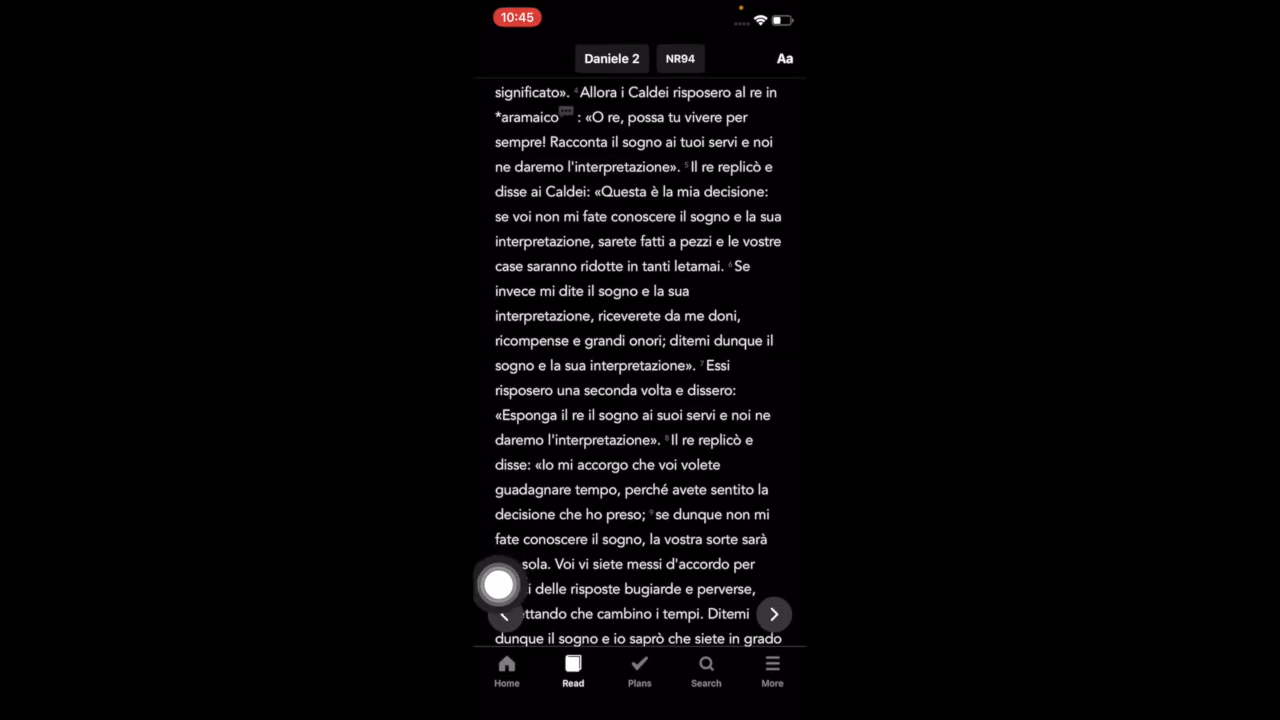 10:45
Daniele 2 NR94 Aa
significato». 4 Allora i Caldei risposero al re in
*aramaico : «O re, possa tu vivere per
sempre! Racconta il sogno ai tuoi servi e noi
ne daremo l'interpretazione». 5 Il re replicò e
disse ai Caldei: «Questa è la mia decisione:
se voi non mi fate conoscere il sogno e la sua
interpretazione, sarete fatti a pezzi e le vostre
case saranno ridotte in tanti letamai. 6 Se
invece mi dite il sogno e la sua
interpretazione, riceverete da me doni,
ricompense e grandi onori; ditemi dunque il
sogno e la sua interpretazione». 7 Essi
risposero una seconda volta e dissero:
«Esponga il re il sogno ai suoi servi e noi ne
daremo l'interpretazione». 8 Il re replicò e
disse: «Io mi accorgo che voi volete
guadagnare tempo, perché avete sentito la
decisione che ho preso; 9 se dunque non mi
fate conoscere il sogno, la vostra sorte sarà
sola. Voi vi siete messi d'accordo per
delle risposte bugiarde e perverse,
che cambino i tempi. Ditemi
dunque il sogno e io saprò che siete in grado
Home Read Plans Search More